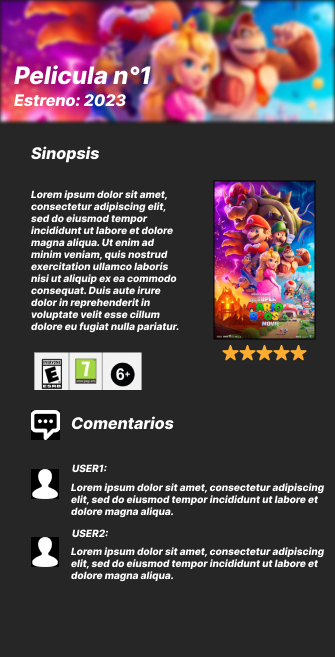 Pelicula n°1
Estreno: 2023
Sinopsis
Lorem ipsum dolor sit amet,
consectetur adipiscing elit,
sed do eiusmod tempor
incididunt ut labore et dolore
magna aliqua. Ut enim ad
minim veniam, quis nostrud
exercitation ullamco laboris
nisi ut aliquip ex ea commodo
consequat. Duis aute irure
dolor in reprehenderit in
voluptate velit esse cillum
dolore eu fugiat nulla pariatur.
SUPER
MARIO
BROS
MOVIE
E
ESRB
7
6+
Comentarios
USER1:
Lorem ipsum dolor sit amet, consectetur adipiscing
elit, sed do eiusmod tempor incididunt ut labore et
dolore magna aliqua.
USER2:
Lorem ipsum dolor sit amet, consectetur adipiscing
elit, sed do eiusmod tempor incididunt ut labore et
dolore magna aliqua.